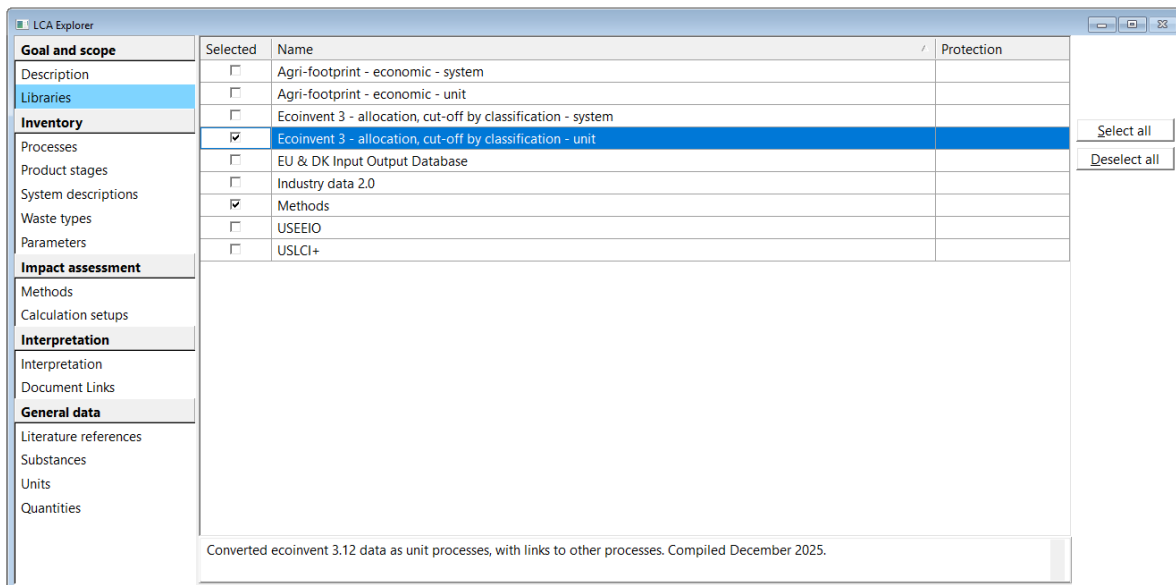 LCA Explorer
Goal and scope
Description
Libraries
Inventory
Processes
Product stages
System descriptions
Waste types
Parameters
Impact assessment
Methods
Calculation setups
Interpretation
Interpretation
Document Links
General data
Literature references
Substances
Units
Quantities
Selected Name Protection
Agri-footprint - economic - system
Agri-footprint - economic - unit
Ecoinvent 3 - allocation, cut-off by classification - system
Ecoinvent 3 - allocation, cut-off by classification - unit
EU & DK Input Output Database
Industry data 2.0
Methods
USEEIO
USLCI+
Select all
Deselect all
Converted ecoinvent 3.12 data as unit processes, with links to other processes. Compiled December 2025.